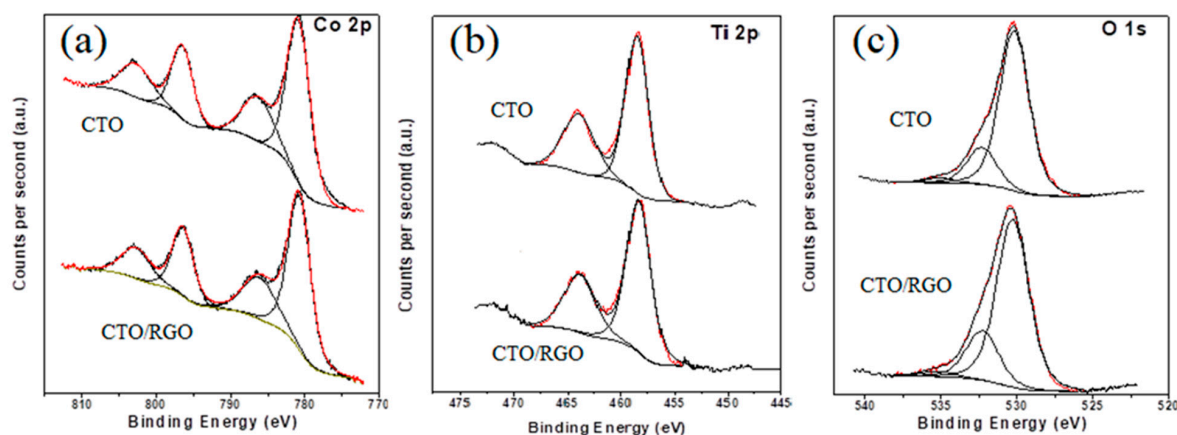 (a)
Co 2p
CTO
CTO/RGO
Counts per second (a.u.)
810 800 790 780 770
Binding Energy (eV)
(b)
Ti 2p
CTO
CTO/RGO
Counts per second (a.u.)
475 470 465 460 455 450 445
Binding Energy (eV)
(c)
O 1s
CTO
CTO/RGO
Counts per second (a.u.)
540 535 530 525 520
Binding Energy (eV)